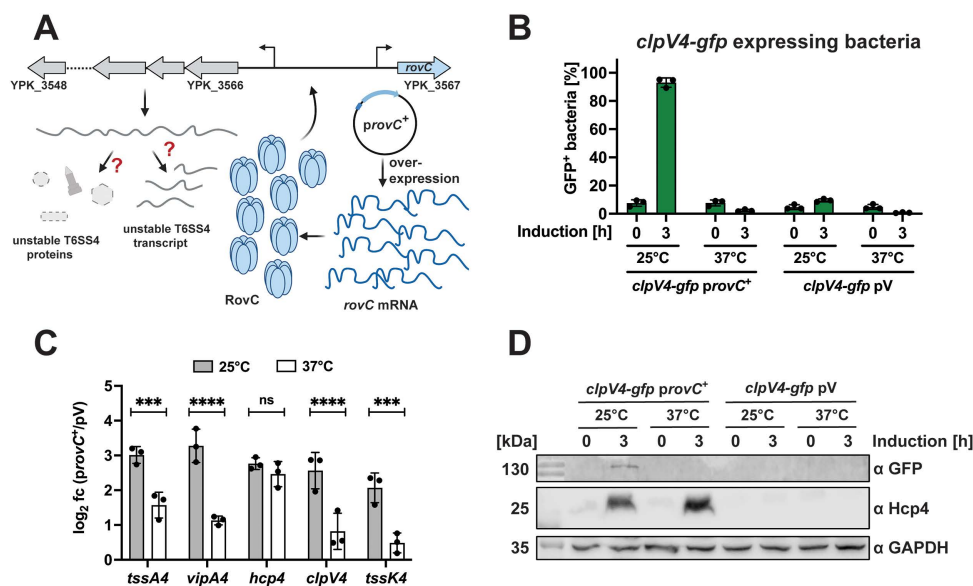 A
rovC
YPK_3548
YPK_3566
YPK_3567
?
?
provC+
over-
expression
unstable T6SS4
proteins
unstable T6SS4
transcript
RovC
rovC mRNA
B
clpV4-gfp expressing bacteria
GFP+ bacteria [%]
100
80
60
40
20
10
0
Induction [h] 0 3 0 3 0 3 0 3
25°C 37°C 25°C 37°C
clpV4-gfp provC+ clpV4-gfp pV
C
25°C 37°C
log2 fc (provC+/pV)
5
4
3
2
1
0
*** **** ns **** ***
tssA4 vipA4 hcp4 clpV4 tssK4
D
clpV4-gfp provC+ clpV4-gfp pV
25°C 37°C 25°C 37°C
[kDa] 0 3 0 3 0 3 0 3 Induction [h]
130 α GFP
25 α Hcp4
35 α GAPDH